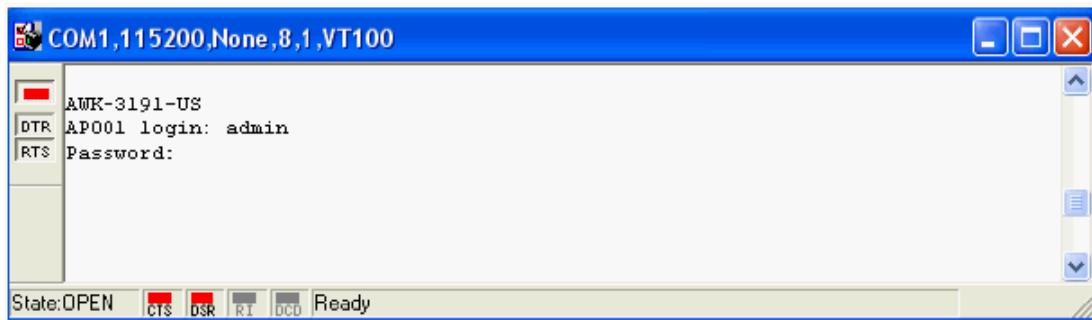 COM1,115200,None,8,1,VT100
AWK-3191-US
DTR
AP001 login: admin
RTS
Password:
State:OPEN CTS DSR RI DCD Ready